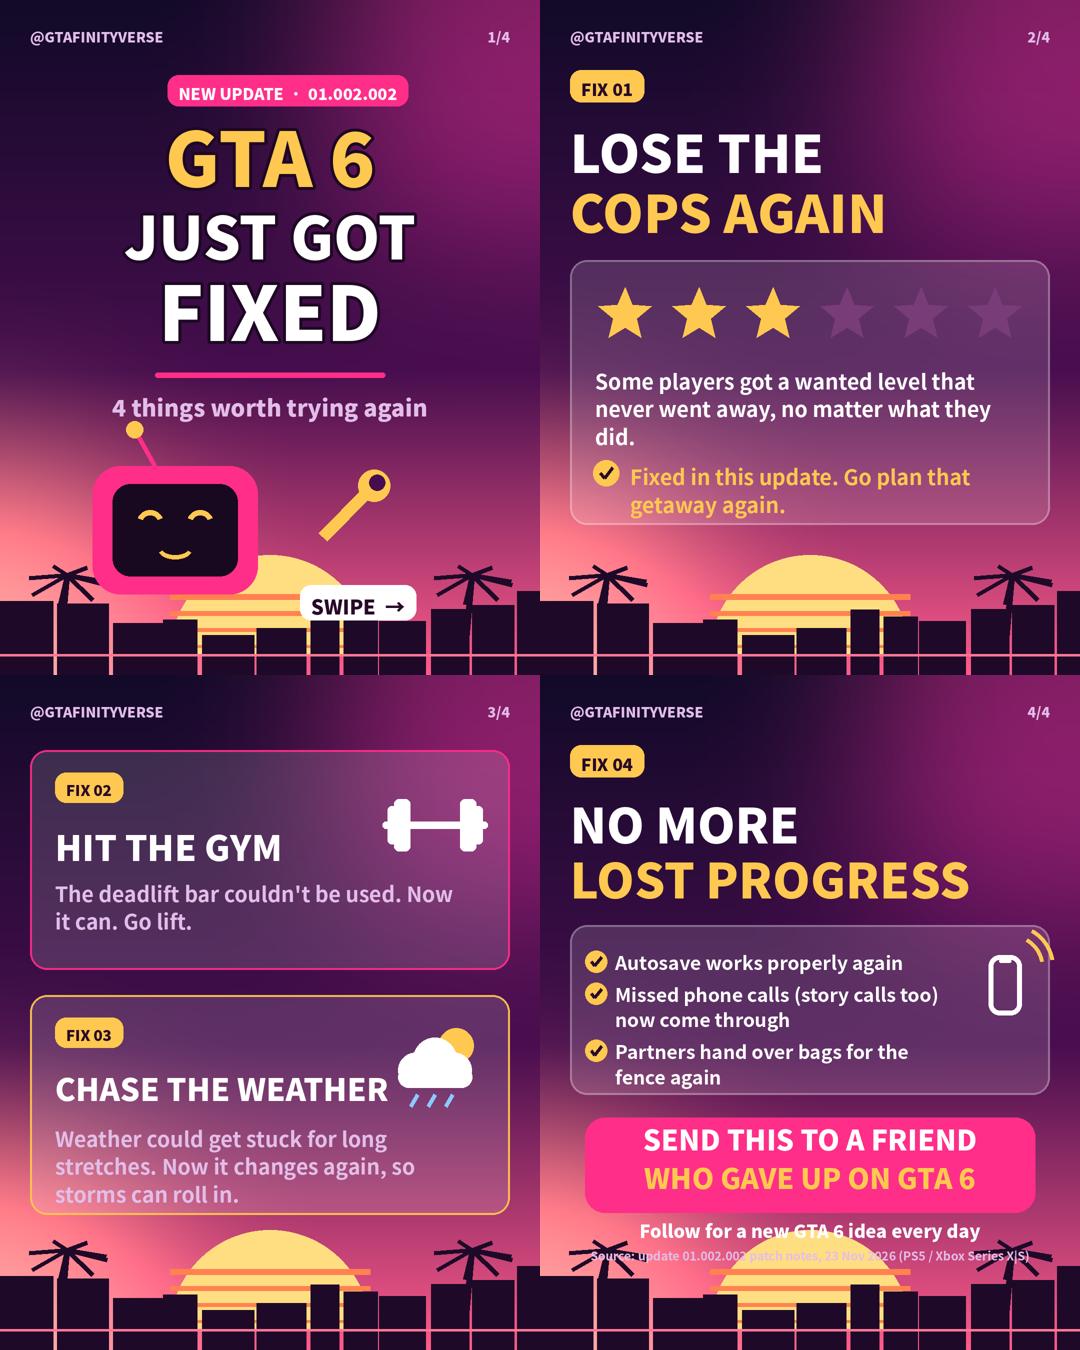 @GTAFINITYVERSE
1/4
NEW UPDATE · 01.002.002
GTA 6
JUST GOT
FIXED
4 things worth trying again
SWIPE →
@GTAFINITYVERSE
2/4
FIX 01
LOSE THE
COPS AGAIN
Some players got a wanted level that
never went away, no matter what they
did.
Fixed in this update. Go plan that
getaway again.
@GTAFINITYVERSE
3/4
FIX 02
HIT THE GYM
The deadlift bar couldn't be used. Now
it can. Go lift.
FIX 03
CHASE THE WEATHER
Weather could get stuck for long
stretches. Now it changes again, so
storms can roll in.
@GTAFINITYVERSE
4/4
FIX 04
NO MORE
LOST PROGRESS
Autosave works properly again
Missed phone calls (story calls too)
now come through
Partners hand over bags for the
fence again
SEND THIS TO A FRIEND
WHO GAVE UP ON GTA 6
Follow for a new GTA 6 idea every day
Source: update 01.002.002 patch notes, 23 Nov 2026 (PS5 / Xbox Series X|S)